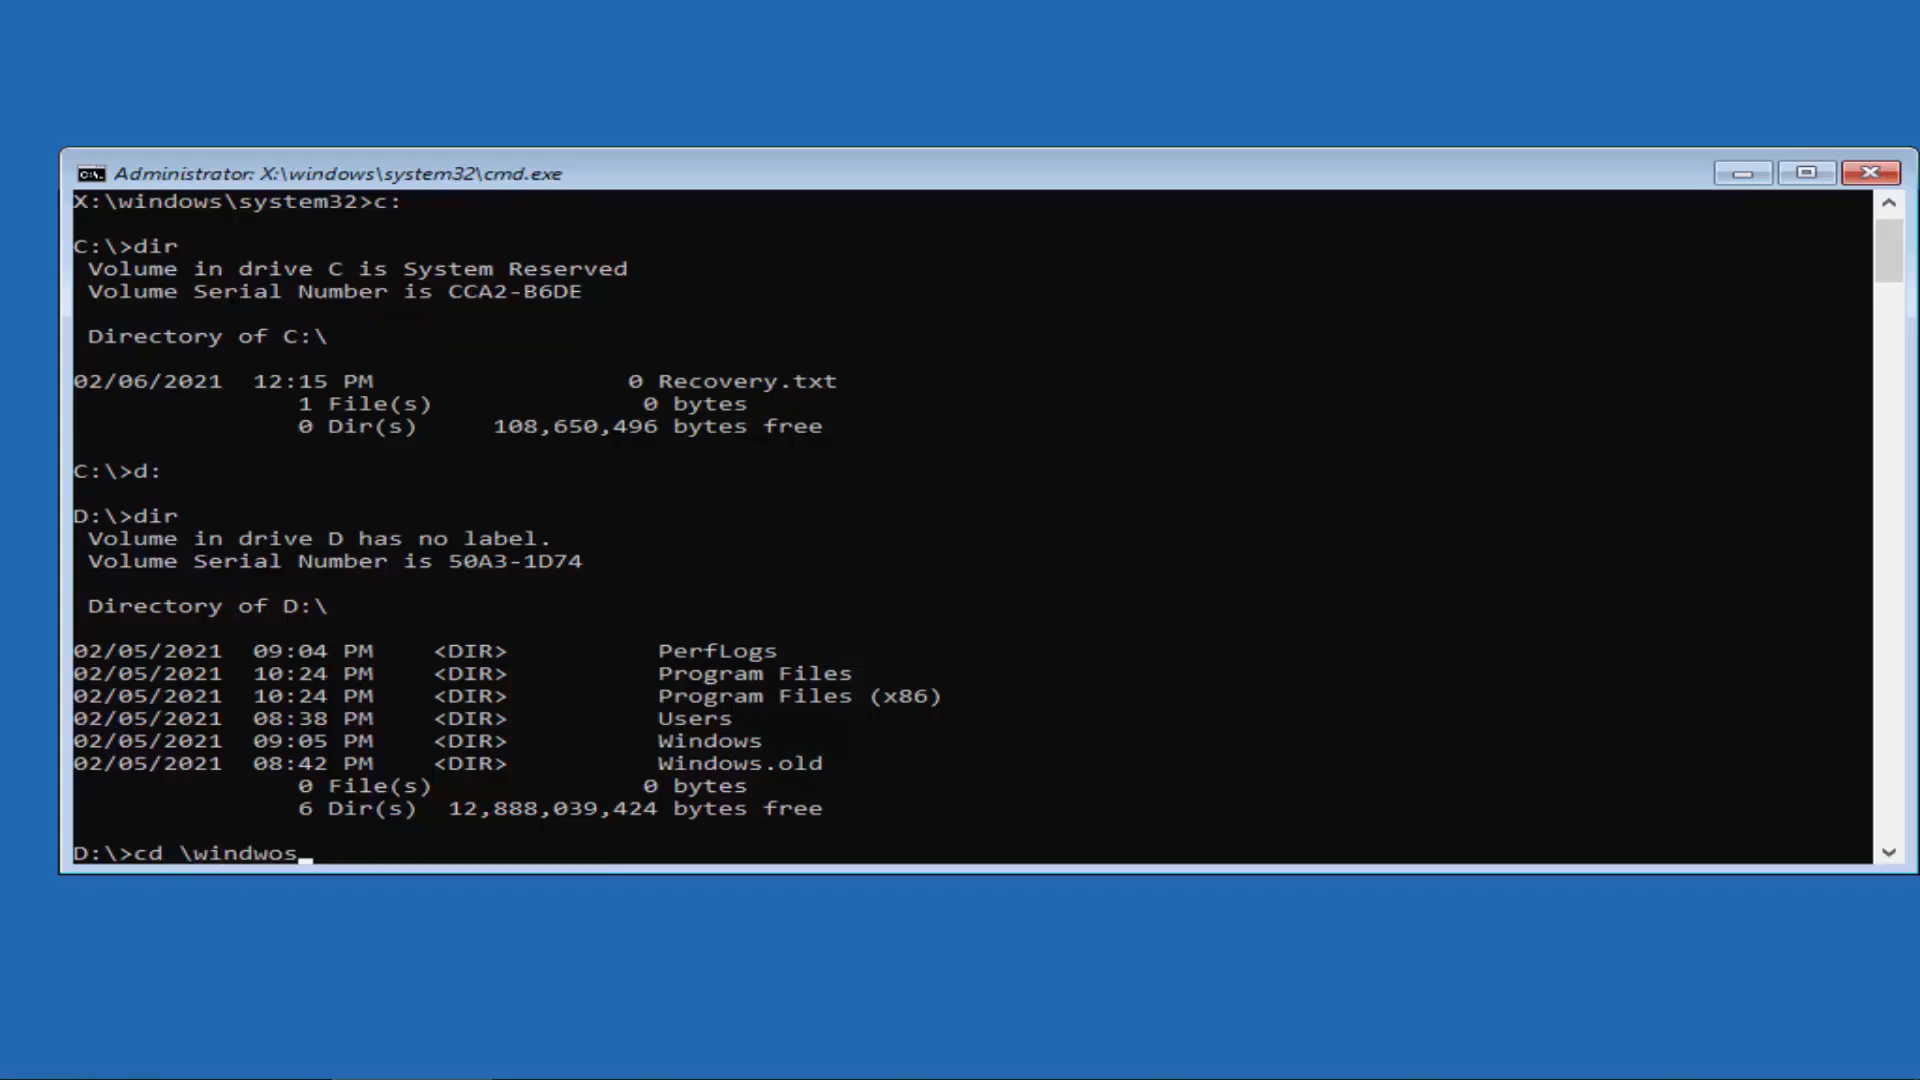 Administrator: X:\windows\system32\cmd.exe
X:\windows\system32>c:
C:\>dir
Volume in drive C is System Reserved
Volume Serial Number is CCA2-B6DE
Directory of C:\
02/06/2021  12:15 PM                 0 Recovery.txt
1 File(s)              0 bytes
0 Dir(s)     108,650,496 bytes free
C:\>d:
D:\>dir
Volume in drive D has no label.
Volume Serial Number is 50A3-1D74
Directory of D:\
02/05/2021  09:04 PM    <DIR>          PerfLogs
02/05/2021  10:24 PM    <DIR>          Program Files
02/05/2021  10:24 PM    <DIR>          Program Files (x86)
02/05/2021  08:38 PM    <DIR>          Users
02/05/2021  09:05 PM    <DIR>          Windows
02/05/2021  08:42 PM    <DIR>          Windows.old
0 File(s)              0 bytes
6 Dir(s)  12,888,039,424 bytes free
D:\>cd \windwos